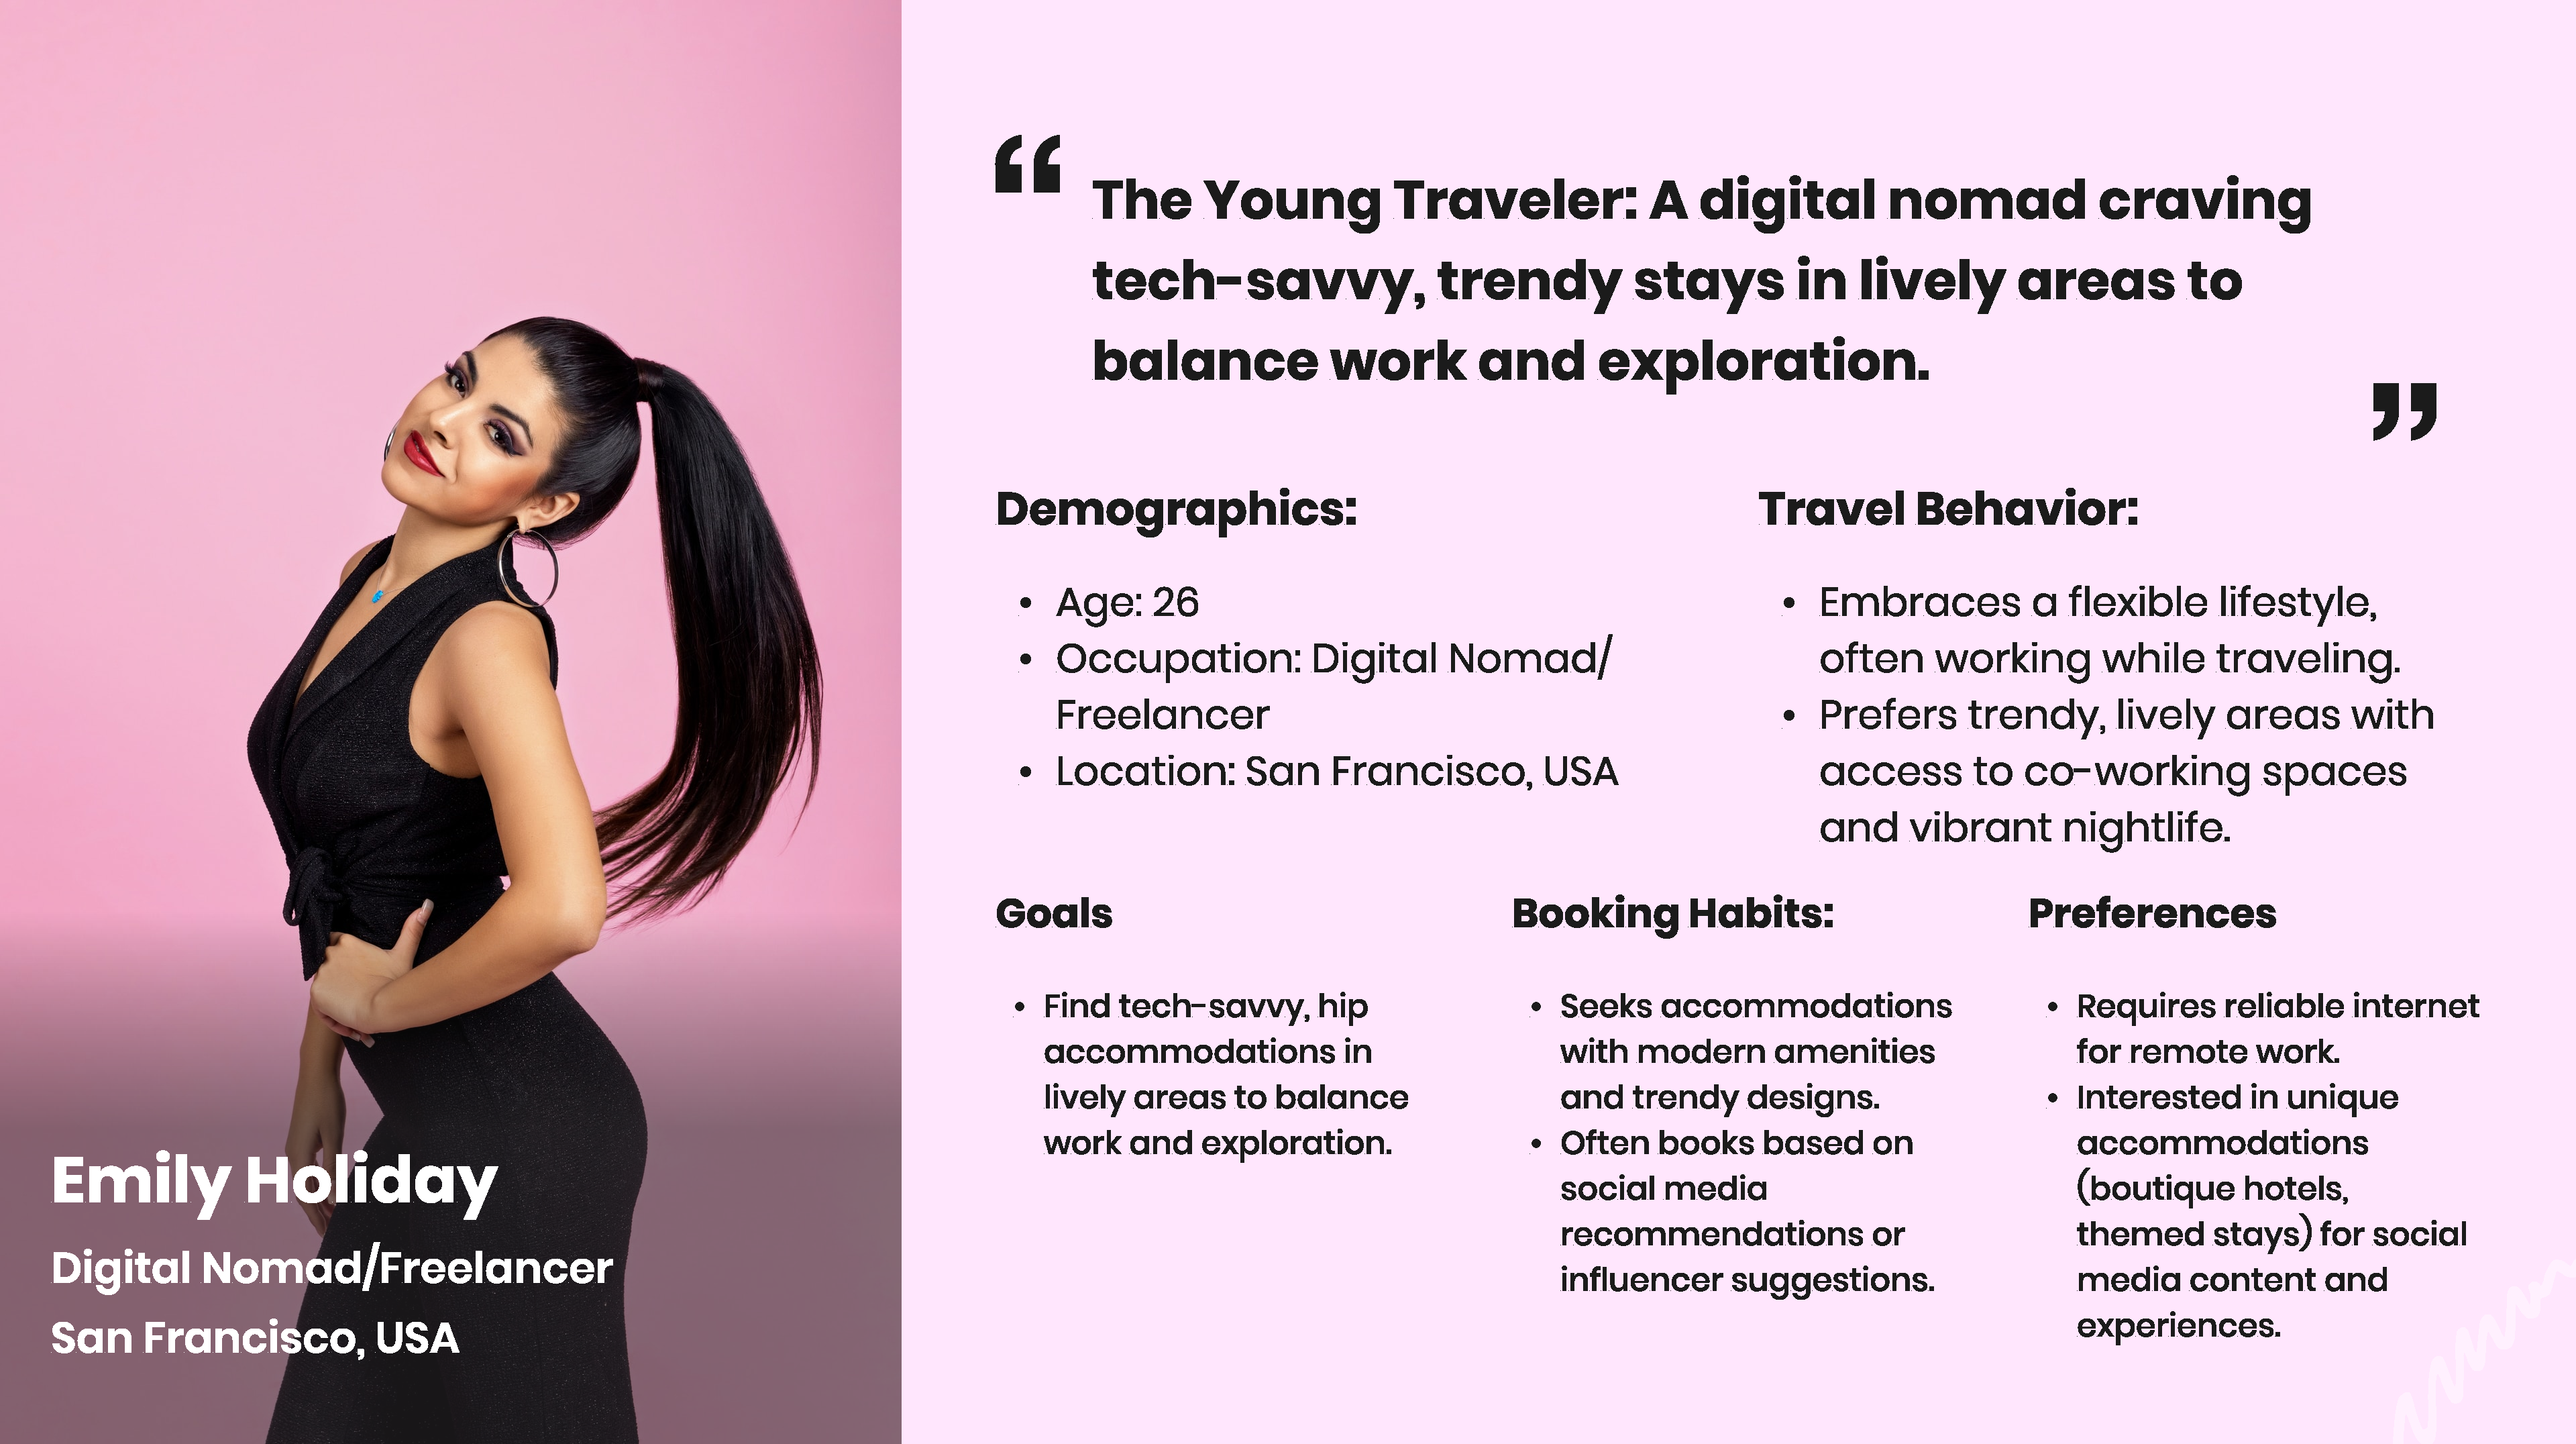 “
The Young Traveler: A digital nomad craving
tech-savvy, trendy stays in lively areas to
balance work and exploration.
”
Demographics:
• Age: 26
• Occupation: Digital Nomad/
Freelancer
• Location: San Francisco, USA
Travel Behavior:
• Embraces a flexible lifestyle,
often working while traveling.
• Prefers trendy, lively areas with
access to co-working spaces
and vibrant nightlife.
Goals
• Find tech-savvy, hip
accommodations in
lively areas to balance
work and exploration.
Booking Habits:
• Seeks accommodations
with modern amenities
and trendy designs.
• Often books based on
social media
recommendations or
influencer suggestions.
Preferences
• Requires reliable internet
for remote work.
• Interested in unique
accommodations
(boutique hotels,
themed stays) for social
media content and
experiences.
Emily Holiday
Digital Nomad/Freelancer
San Francisco, USA